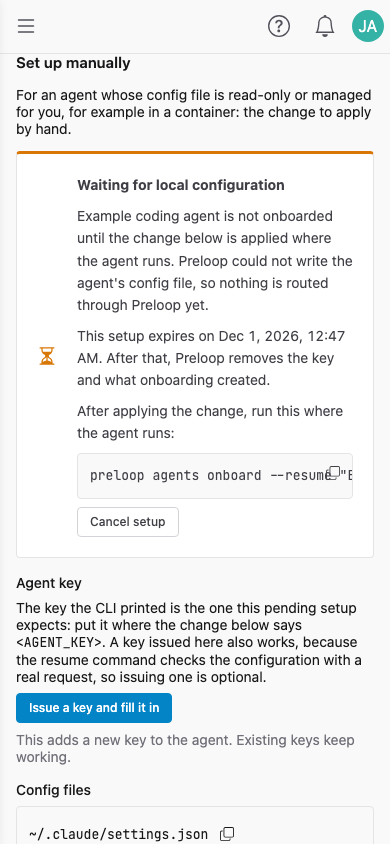 JA
Set up manually
For an agent whose config file is read-only or managed
for you, for example in a container: the change to apply
by hand.
Waiting for local configuration
Example coding agent is not onboarded
until the change below is applied where
the agent runs. Preloop could not write the
agent's config file, so nothing is routed
through Preloop yet.
This setup expires on Dec 1, 2026, 12:47
AM. After that, Preloop removes the key
and what onboarding created.
After applying the change, run this where
the agent runs:
preloop agents onboard --resume "E
Cancel setup
Agent key
The key the CLI printed is the one this pending setup
expects: put it where the change below says
<AGENT_KEY>. A key issued here also works, because
the resume command checks the configuration with a
real request, so issuing one is optional.
Issue a key and fill it in
This adds a new key to the agent. Existing keys keep
working.
Config files
~/.claude/settings.json